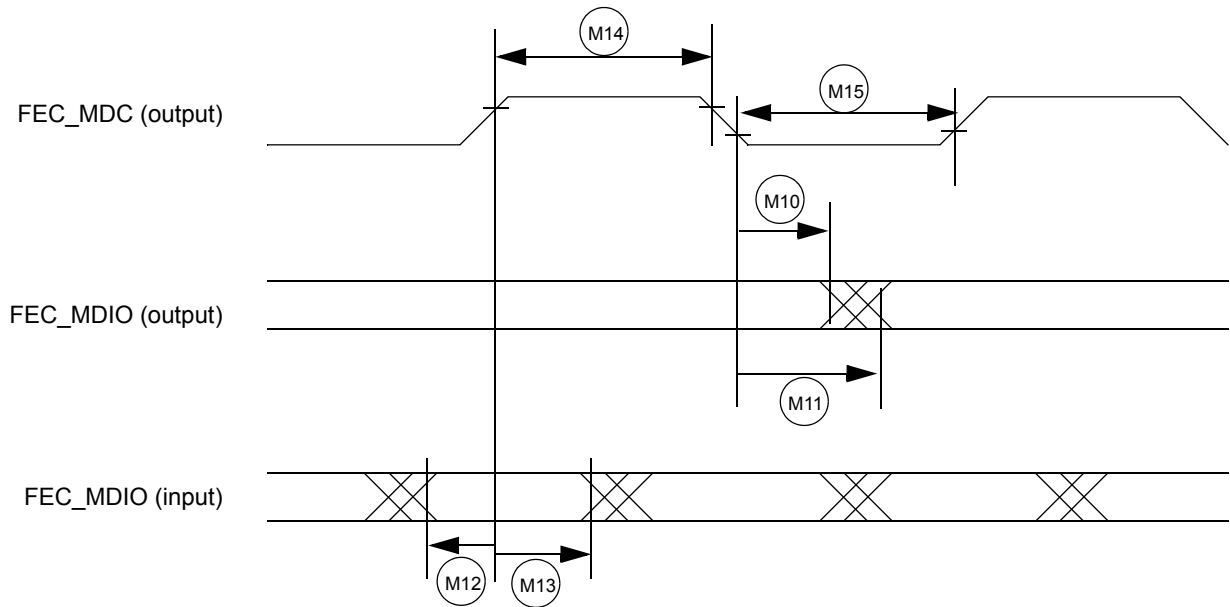 M14
FEC_MDC (output)
M15
M10
FEC_MDIO (output)
M11
FEC_MDIO (input)
M12
M13